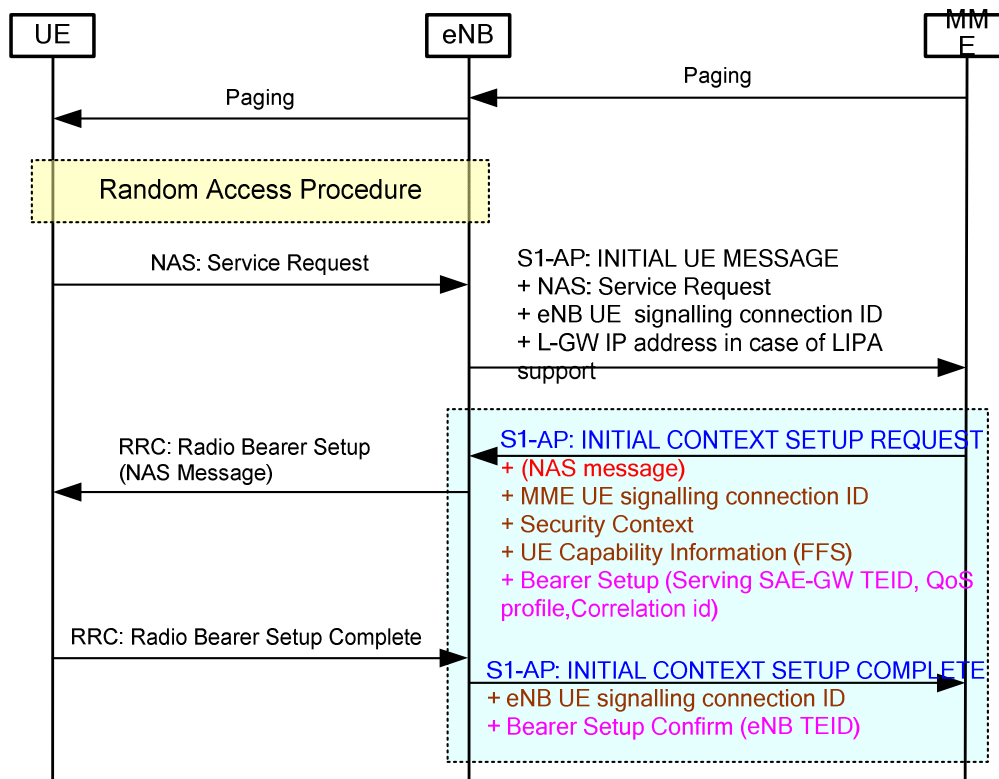 UE
eNB
MM
E
Paging
Paging
Random Access Procedure
NAS: Service Request
S1-AP: INITIAL UE MESSAGE
+ NAS: Service Request
+ eNB UE signalling connection ID
+ L-GW IP address in case of LIPA
support
RRC: Radio Bearer Setup
(NAS Message)
S1-AP: INITIAL CONTEXT SETUP REQUEST
+ (NAS message)
+ MME UE signalling connection ID
+ Security Context
+ UE Capability Information (FFS)
+ Bearer Setup (Serving SAE-GW TEID, QoS
profile,Correlation id)
RRC: Radio Bearer Setup Complete
S1-AP: INITIAL CONTEXT SETUP COMPLETE
+ eNB UE signalling connection ID
+ Bearer Setup Confirm (eNB TEID)